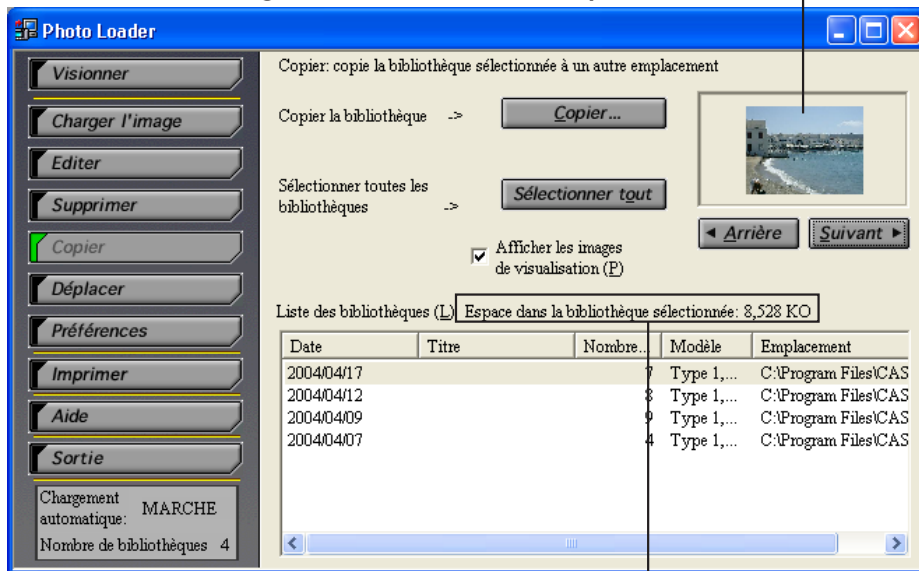 Photo Loader
Visionner
Charger l'image
Editer
Supprimer
Copier
Déplacer
Préférences
Imprimer
Aide
Sortie
Chargement
automatique: MARCHE
Nombre de bibliothèques 4
Copier: copie la bibliothèque sélectionnée à un autre emplacement
Copier la bibliothèque -> Copier...
Sélectionner toutes les
bibliothèques -> Sélectionner tout
Afficher les images
de visualisation (P)
Arrière Suivant
Liste des bibliothèques (L) Espace dans la bibliothèque sélectionnée: 8,528 KO
Date Titre Nombre... Modèle Emplacement
2004/04/17 7 Type 1,... C:\Program Files\CAS
2004/04/12 8 Type 1,... C:\Program Files\CAS
2004/04/09 9 Type 1,... C:\Program Files\CAS
2004/04/07 4 Type 1,... C:\Program Files\CAS